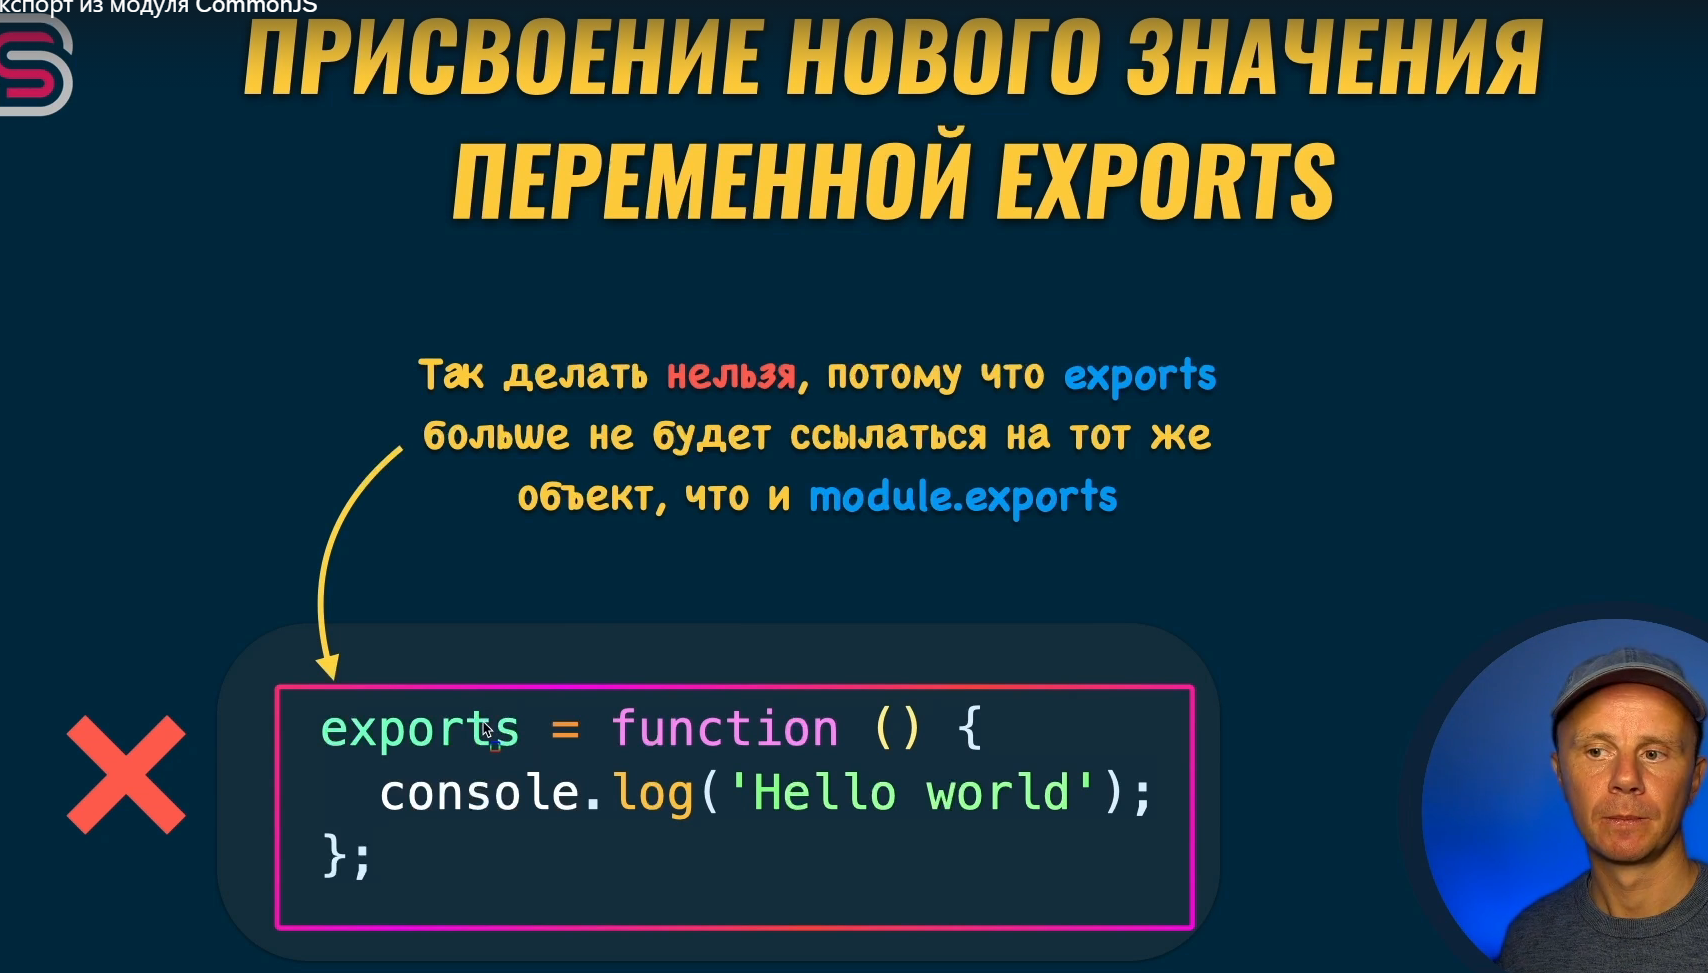 кспорт из модуля CommonJS
ПРИСВОЕНИЕ НОВОГО ЗНАЧЕНИЯ
ПЕРЕМЕННОЙ EXPORTS
Так делать нельзя, потому что exports
больше не будет ссылаться на тот же
объект, что и module.exports
exports = function () {
console.log('Hello world');
};